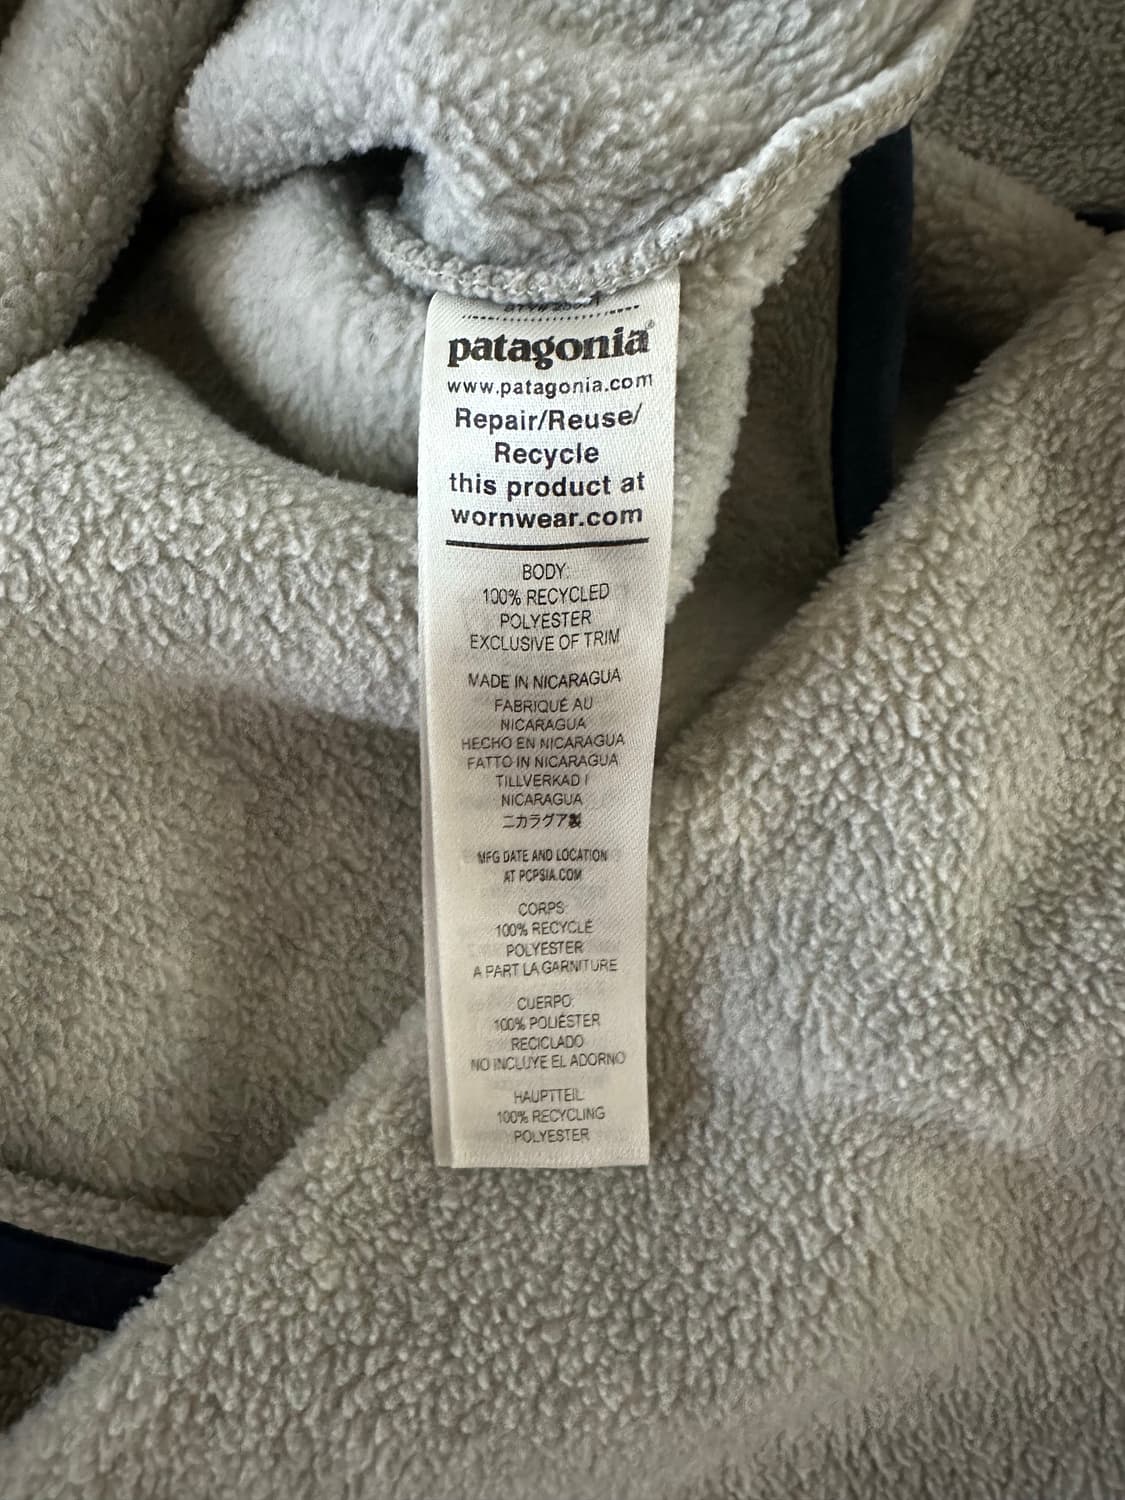 patagonia®
www.patagonia.com
Repair/Reuse/
Recycle
this product at
wornwear.com
BODY:
100% RECYCLED
POLYESTER
EXCLUSIVE OF TRIM
MADE IN NICARAGUA
FABRIQUÉ AU
NICARAGUA
HECHO EN NICARAGUA
FATTO IN NICARAGUA
TILLVERKAD I
NICARAGUA
ニカラグア製
MFG DATE AND LOCATION
AT PCPSIA.COM
CORPS:
100% RECYCLÉ
POLYESTER
A PART LA GARNITURE
CUERPO:
100% POLIÉSTER
RECICLADO
NO INCLUYE EL ADORNO
HAUPTTEIL:
100% RECYCLING
POLYESTER